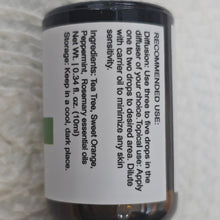 RECOMMENDED USE:
Diffusion: Use three to five drops in the
diffuser of your choice. Topical use: Apply
one to two drops to desired area. Dilute
with carrier oil to minimize any skin
sensitivity.
Ingredients: Tea Tree, Sweet Orange,
Peppermint, Rosemary essential oils
Net Wt. | 0.34 fl. oz. (10ml)
Storage: Keep in a cool, dark place.